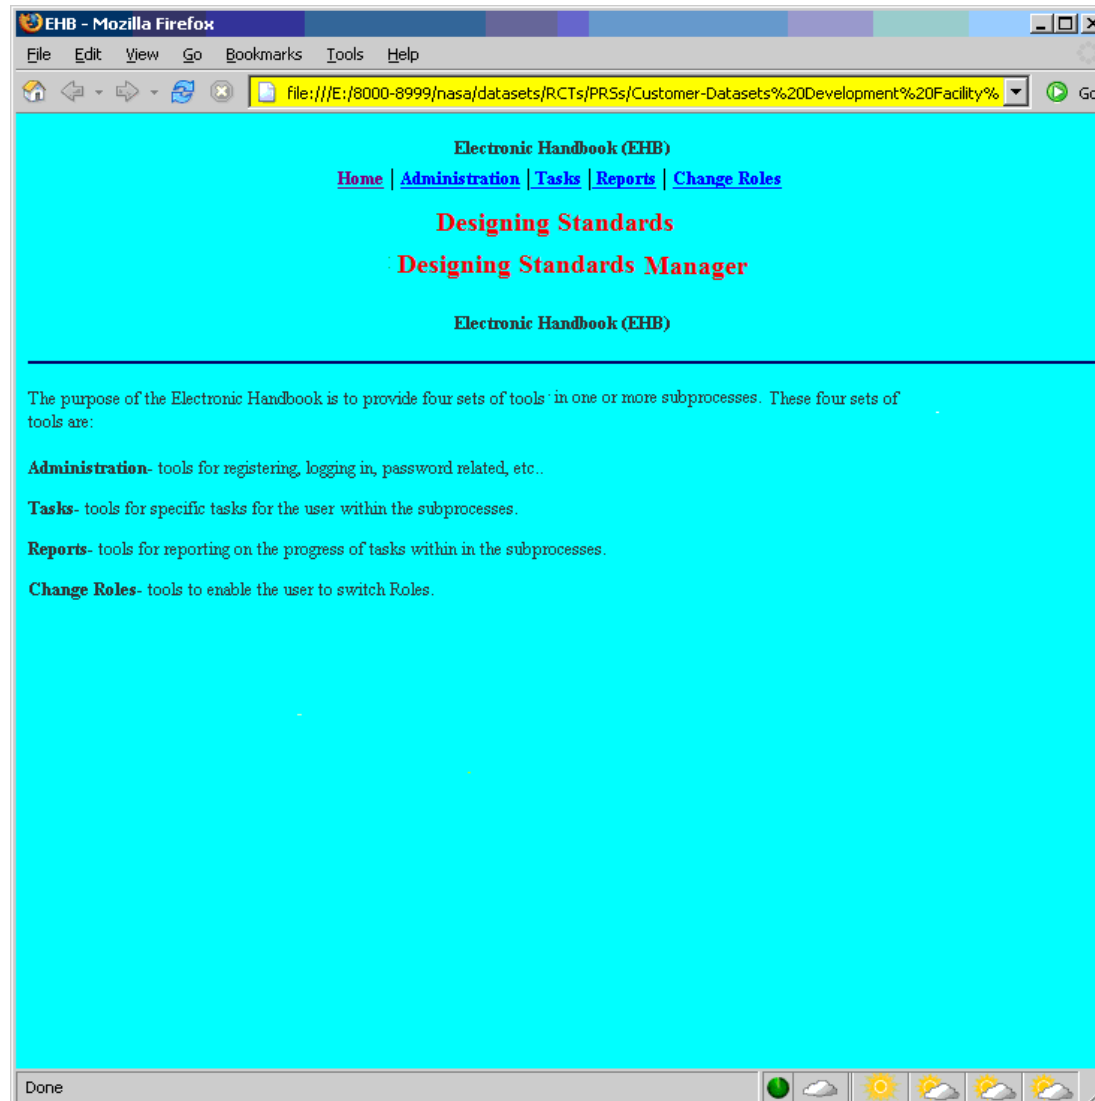 EHB - Mozilla Firefox
File Edit View Go Bookmarks Tools Help
file:///E:/8000-8999/nasa/datasets/RCTs/PRSs/Customer-Datasets%20Development%20Facility% Go
Electronic Handbook (EHB)
Home | Administration | Tasks | Reports | Change Roles
Designing Standards
Designing Standards Manager
Electronic Handbook (EHB)
The purpose of the Electronic Handbook is to provide four sets of tools in one or more subprocesses. These four sets of
tools are:
Administration- tools for registering, logging in, password related, etc..
Tasks- tools for specific tasks for the user within the subprocesses.
Reports- tools for reporting on the progress of tasks within in the subprocesses.
Change Roles- tools to enable the user to switch Roles.
Done